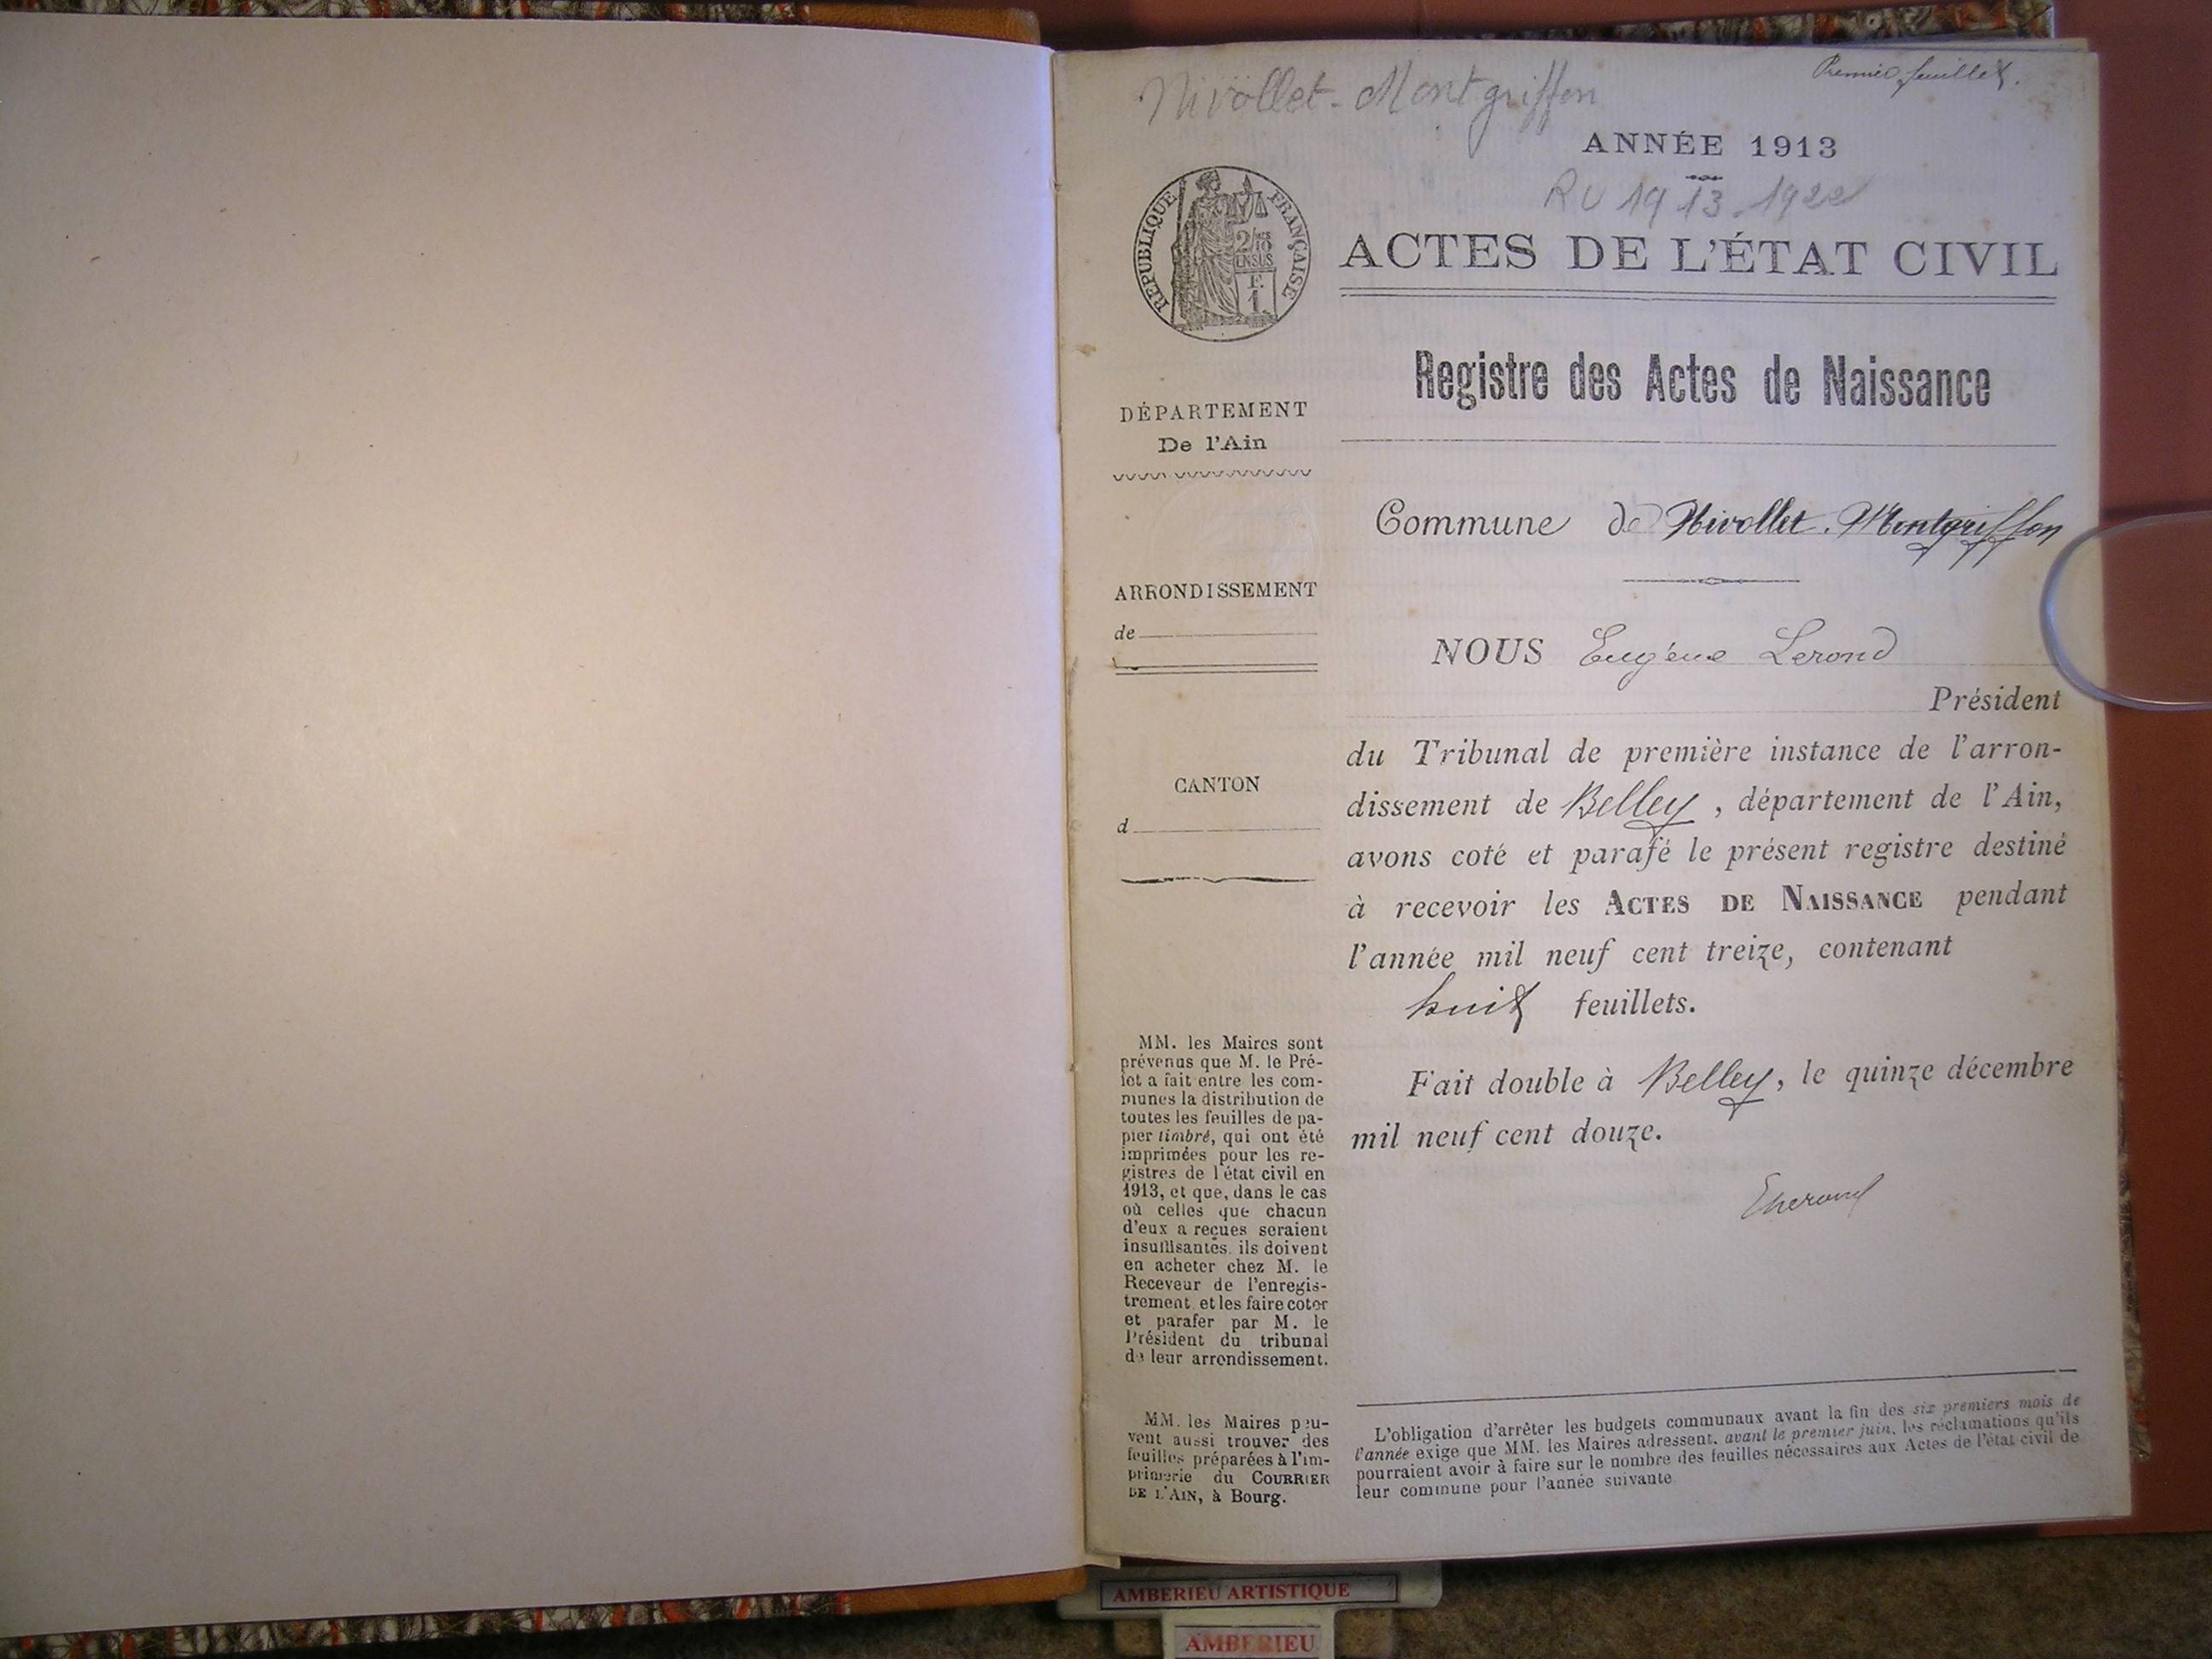 Nivollet-Montgriffon
Premier feuillet.
ANNÉE 1913
RV 1913-1922
RÉPUBLIQUE FRANÇAISE
2/10
EN SUS
F.
1.
ACTES DE L'ÉTAT CIVIL
Registre des Actes de Naissance
DÉPARTEMENT
De l'Ain
Commune de Nivollet-Montgriffon
ARRONDISSEMENT
de
CANTON
d
NOUS Eugène Lerond
Président
du Tribunal de première instance de l'arron-
dissement de Belley, département de l'Ain,
avons coté et parafé le présent registre destiné
à recevoir les ACTES DE NAISSANCE pendant
l'année mil neuf cent treize, contenant
huit feuillets.
Fait double à Belley, le quinze décembre
mil neuf cent douze.
MM. les Maires sont
prévenus que M. le Pré-
fet a fait entre les com-
munes la distribution de
toutes les feuilles de pa-
pier timbré, qui ont été
imprimées pour les re-
gistres de l'état civil en
1913, et que, dans le cas
où celles que chacun
d'eux a reçues seraient
insuffisantes, ils doivent
en acheter chez M. le
Receveur de l'enregis-
trement et les faire coter
et parafer par M. le
Président du tribunal
de leur arrondissement.
MM. les Maires peu-
vent aussi trouver des
feuilles préparées à l'im-
primerie du COURRIER
DE L'AIN, à Bourg.
L'obligation d'arrêter les budgets communaux avant la fin des six premiers mois de
l'année exige que MM. les Maires adressent, avant le premier juin, les réclamations qu'ils
pourraient avoir à faire sur le nombre des feuilles nécessaires aux Actes de l'état civil de
leur commune pour l'année suivante
AMBERIEU ARTISTIQUE
AMBERIEU